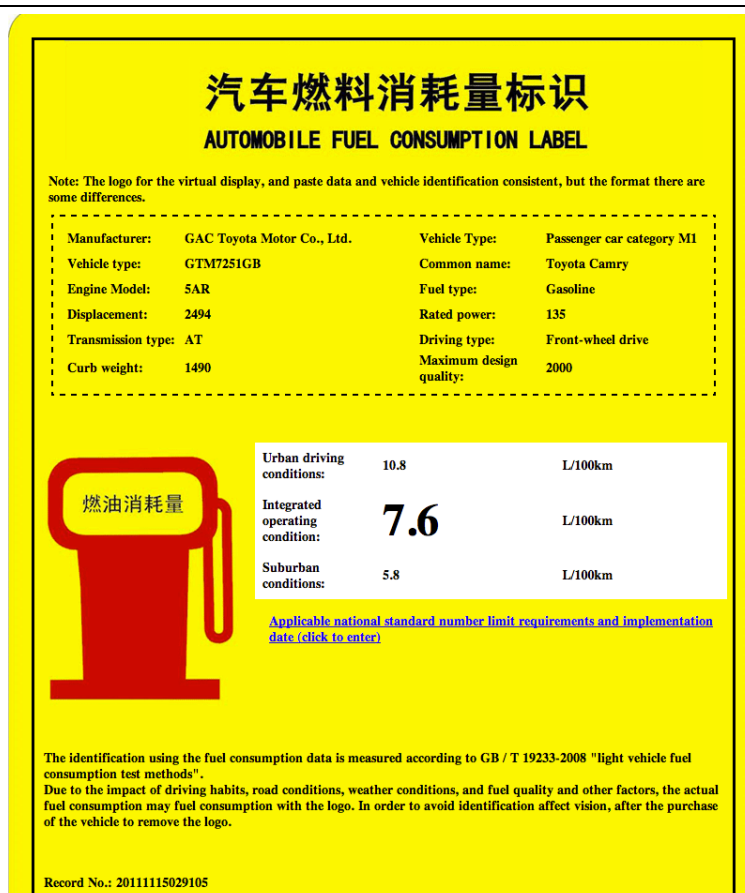 汽车燃料消耗量标识
AUTOMOBILE FUEL CONSUMPTION LABEL
Note: The logo for the virtual display, and paste data and vehicle identification consistent, but the format there are
some differences.
Manufacturer: GAC Toyota Motor Co., Ltd. Vehicle Type: Passenger car category M1
Vehicle type: GTM7251GB Common name: Toyota Camry
Engine Model: 5AR Fuel type: Gasoline
Displacement: 2494 Rated power: 135
Transmission type: AT Driving type: Front-wheel drive
Curb weight: 1490 Maximum design
quality: 2000
燃油消耗量
Urban driving
conditions: 10.8 L/100km
Integrated
operating
condition: 7.6 L/100km
Suburban
conditions: 5.8 L/100km
Applicable national standard number limit requirements and implementation
date (click to enter)
The identification using the fuel consumption data is measured according to GB / T 19233-2008 "light vehicle fuel
consumption test methods".
Due to the impact of driving habits, road conditions, weather conditions, and fuel quality and other factors, the actual
fuel consumption may fuel consumption with the logo. In order to avoid identification affect vision, after the purchase
of the vehicle to remove the logo.
Record No.: 20111115029105